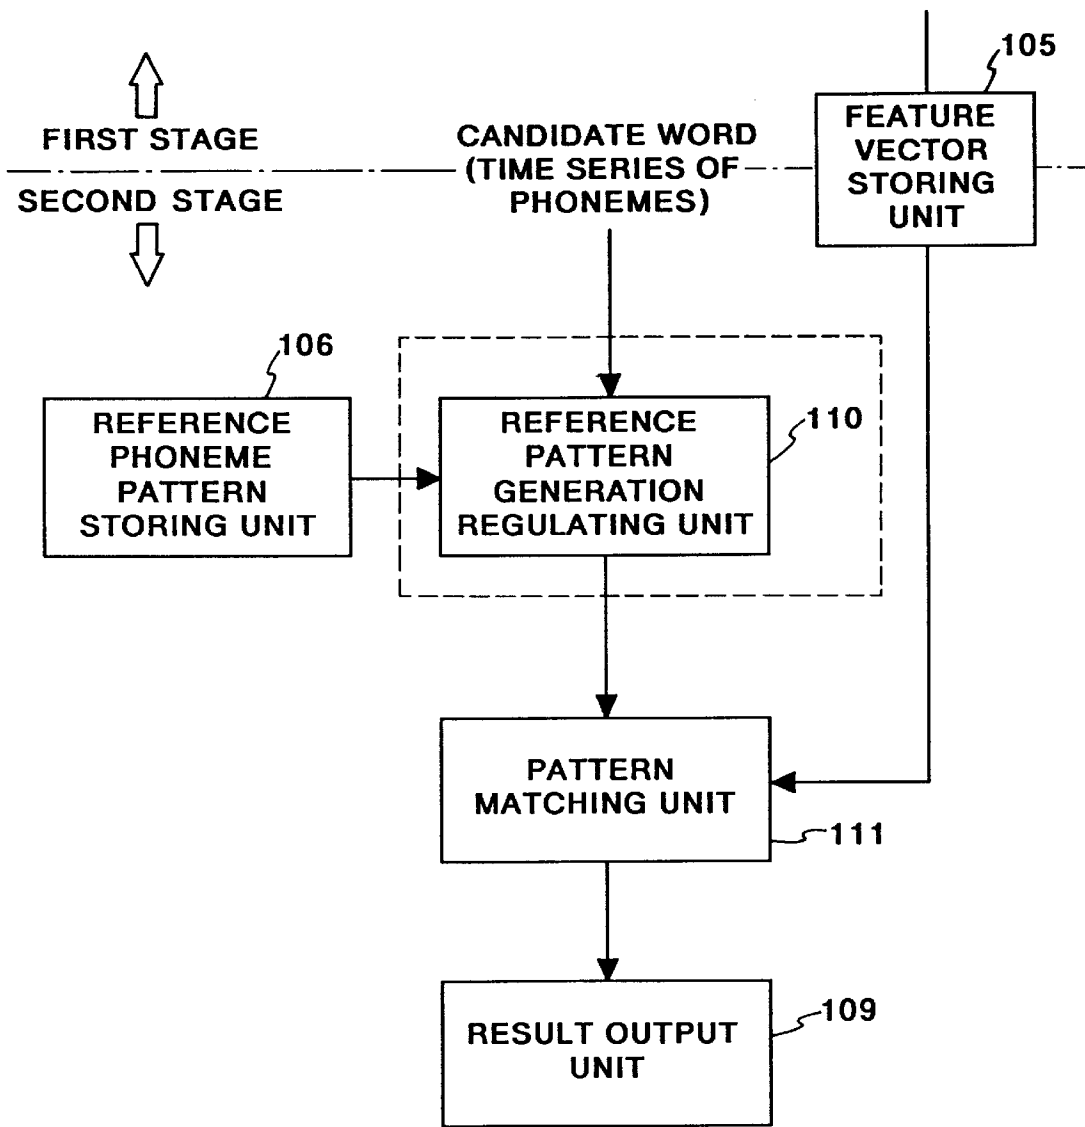 105
FIRST STAGE
SECOND STAGE
CANDIDATE WORD
(TIME SERIES OF
PHONEMES)
FEATURE
VECTOR
STORING
UNIT
106
REFERENCE
PHONEME
PATTERN
STORING UNIT
REFERENCE
PATTERN
GENERATION
REGULATING UNIT
110
PATTERN
MATCHING UNIT
111
RESULT OUTPUT
UNIT
109